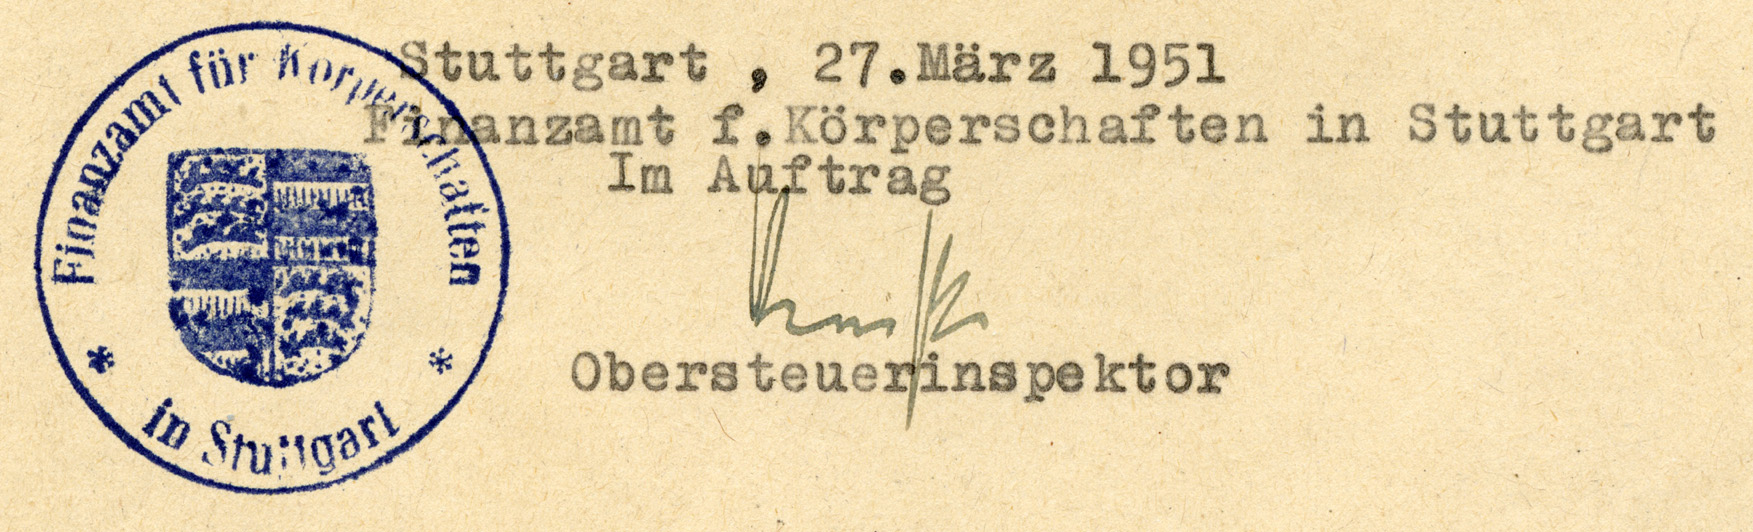 Finanzamt für Körperschaften
in Stuttgart
Stuttgart , 27.März 1951
Finanzamt f.Körperschaften in Stuttgart
Im Auftrag
Obersteuerinspektor